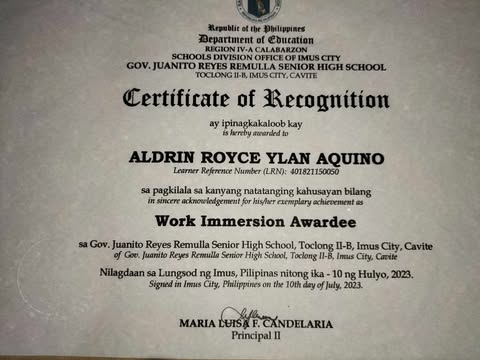 Republic of the Philippines
Department of Education
REGION IV-A CALABARZON
SCHOOLS DIVISION OFFICE OF IMUS CITY
GOV. JUANITO REYES REMULLA SENIOR HIGH SCHOOL
TOCLONG II-B, IMUS CITY, CAVITE
Certificate of Recognition
ay ipinagkakaloob kay
is hereby awarded to
ALDRIN ROYCE YLAN AQUINO
Learner Reference Number (LRN): 401821150050
sa pagkilala sa kanyang natatanging kahusayan bilang
in sincere acknowledgement for his/her exemplary achievement as
Work Immersion Awardee
sa Gov. Juanito Reyes Remulla Senior High School, Toclong II-B, Imus City, Cavite
of Gov. Juanito Reyes Remulla Senior High School, Toclong II-B, Imus City, Cavite
Nilagdaan sa Lungsod ng Imus, Pilipinas nitong ika - 10 ng Hulyo, 2023.
Signed in Imus City, Philippines on the 10th day of July, 2023.
MARIA LUISA F. CANDELARIA
Principal II